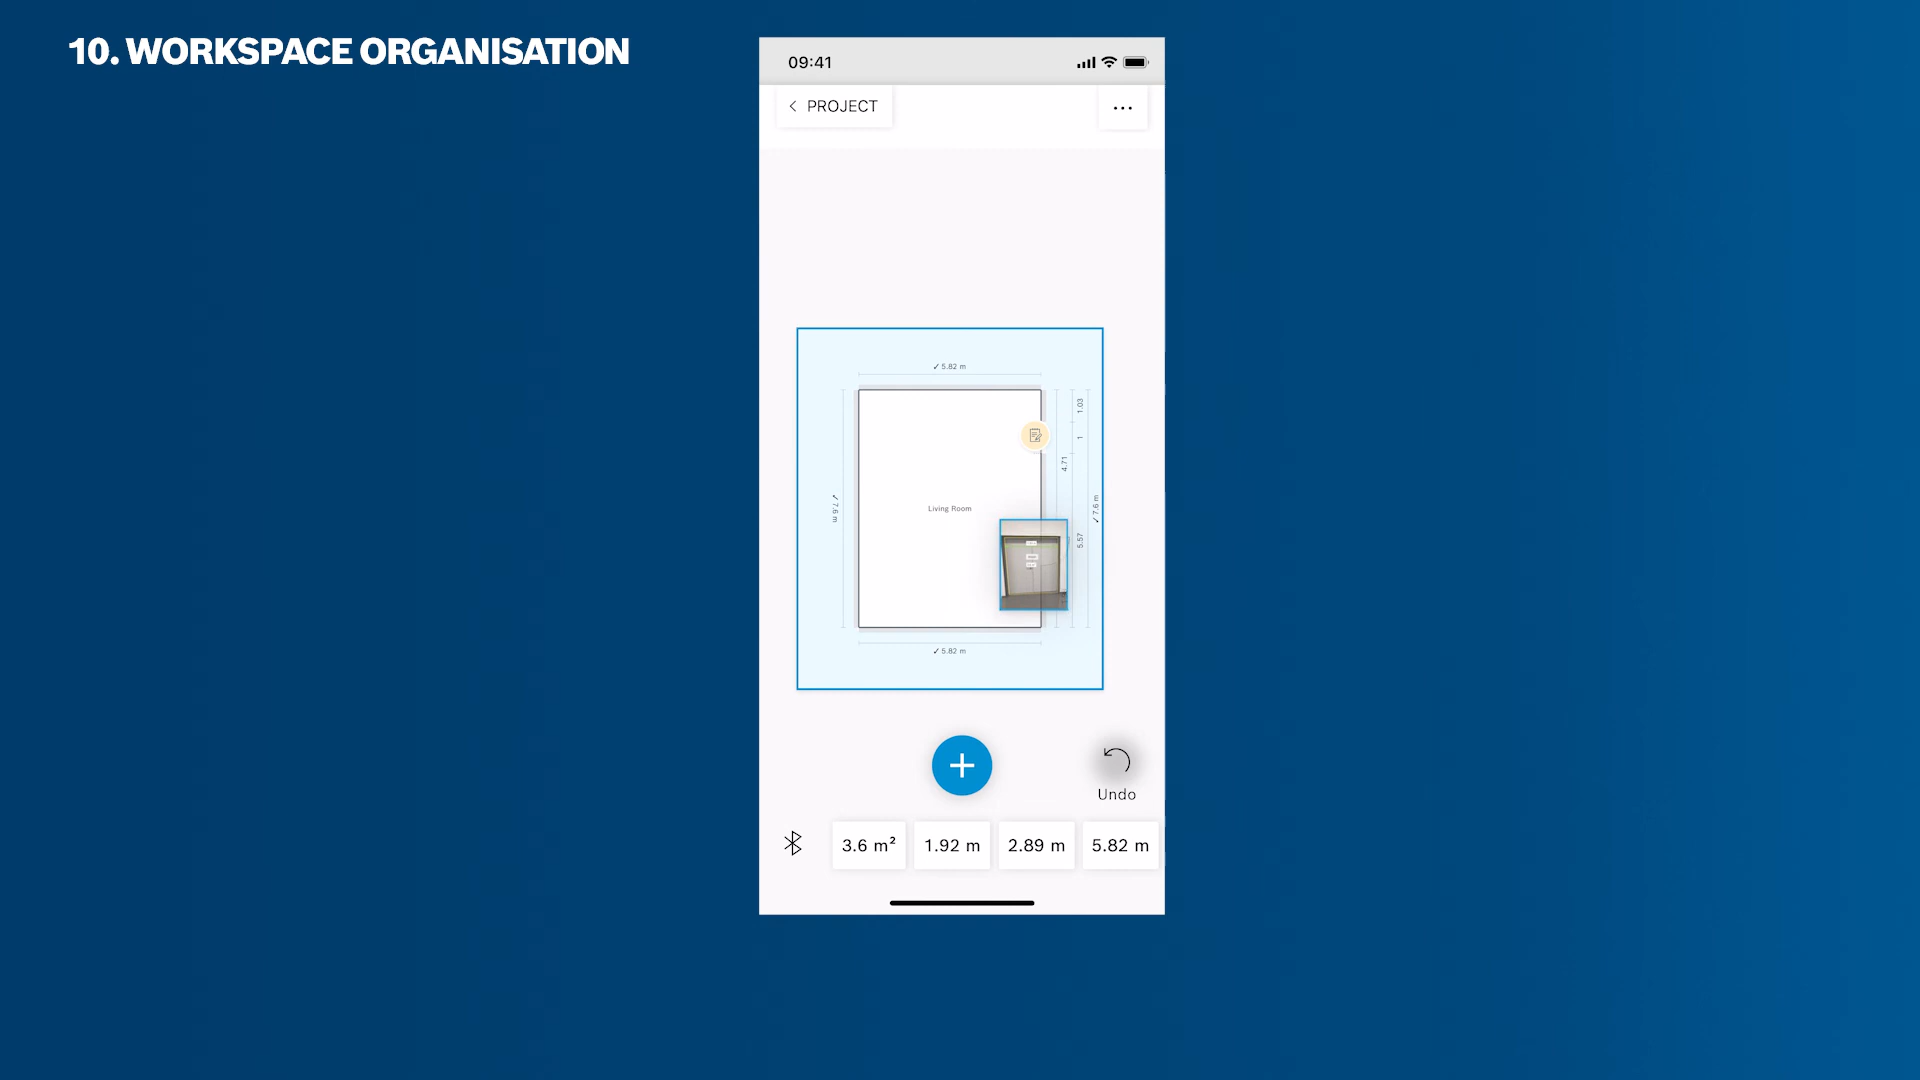 10. WORKSPACE ORGANISATION
09:41
PROJECT
✓ 5.82 m
1.03
1
4.71
✓ 7.6 m
✓ 7.6 m
Living Room
5.57
✓ 5.82 m
Undo
3.6 m² 1.92 m 2.89 m 5.82 m